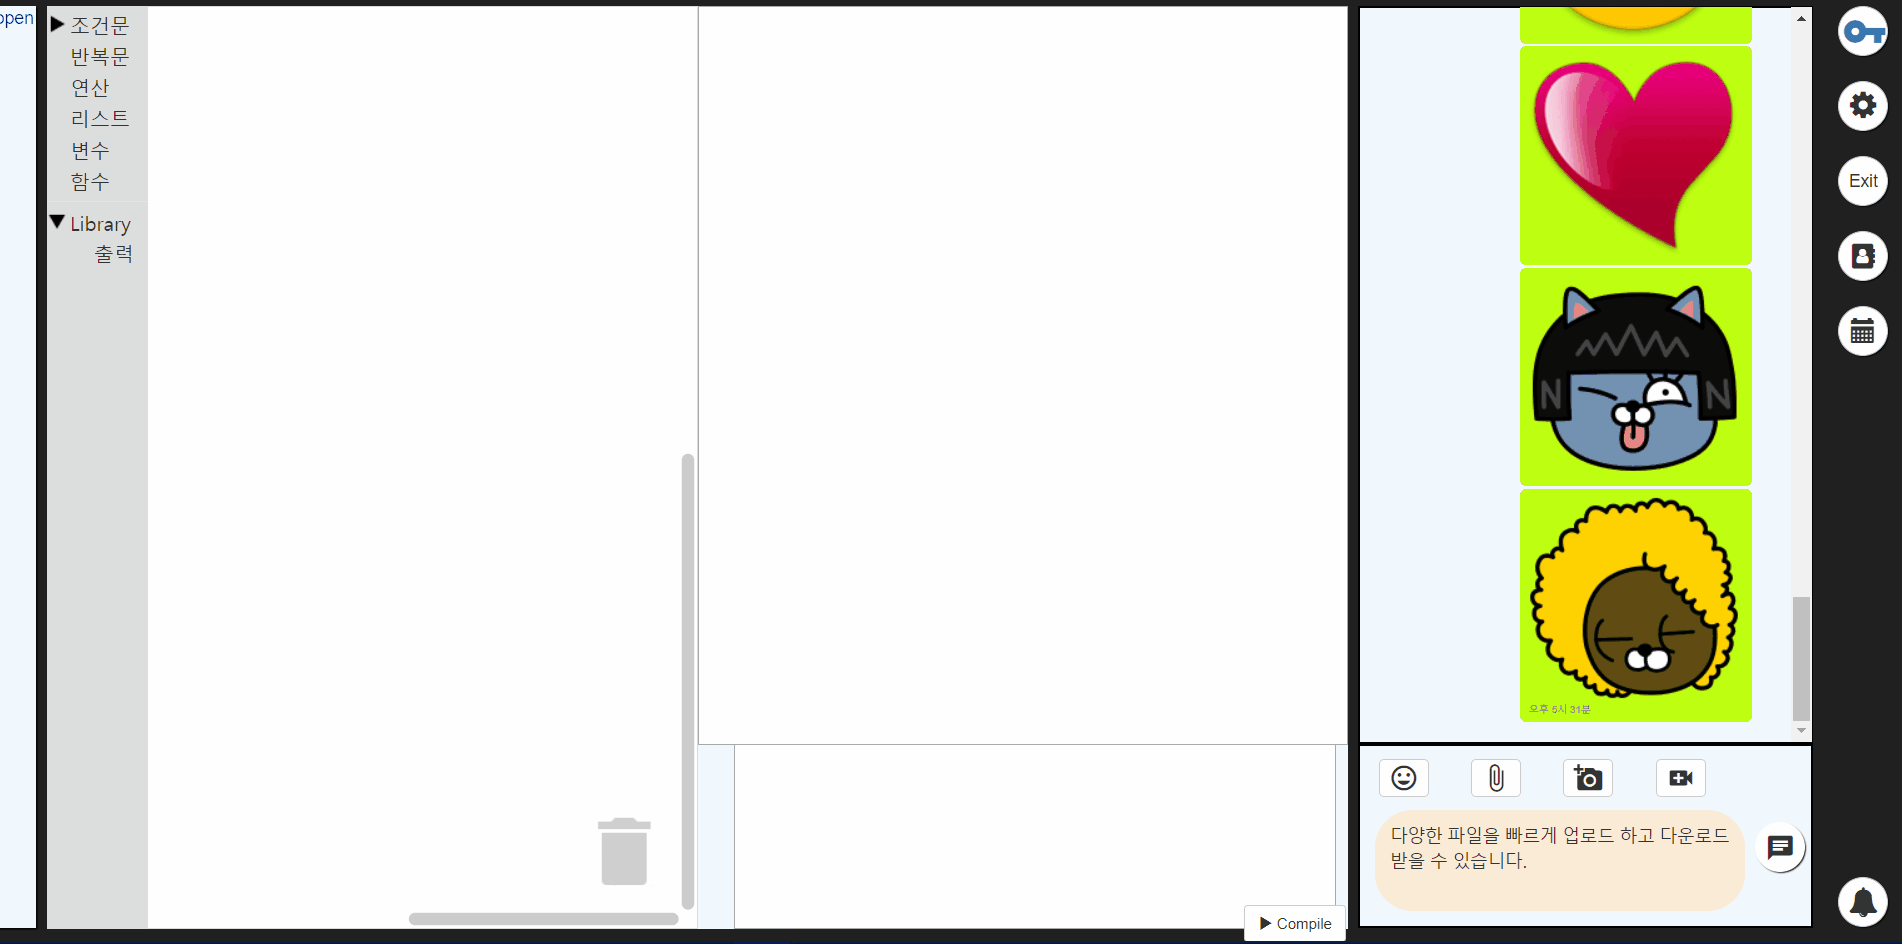 open
조건문
반복문
연산
리스트
변수
함수
Library
출력
Compile
N N
오후 5시 31분
다양한 파일을 빠르게 업로드 하고 다운로드
받을 수 있습니다.
Exit